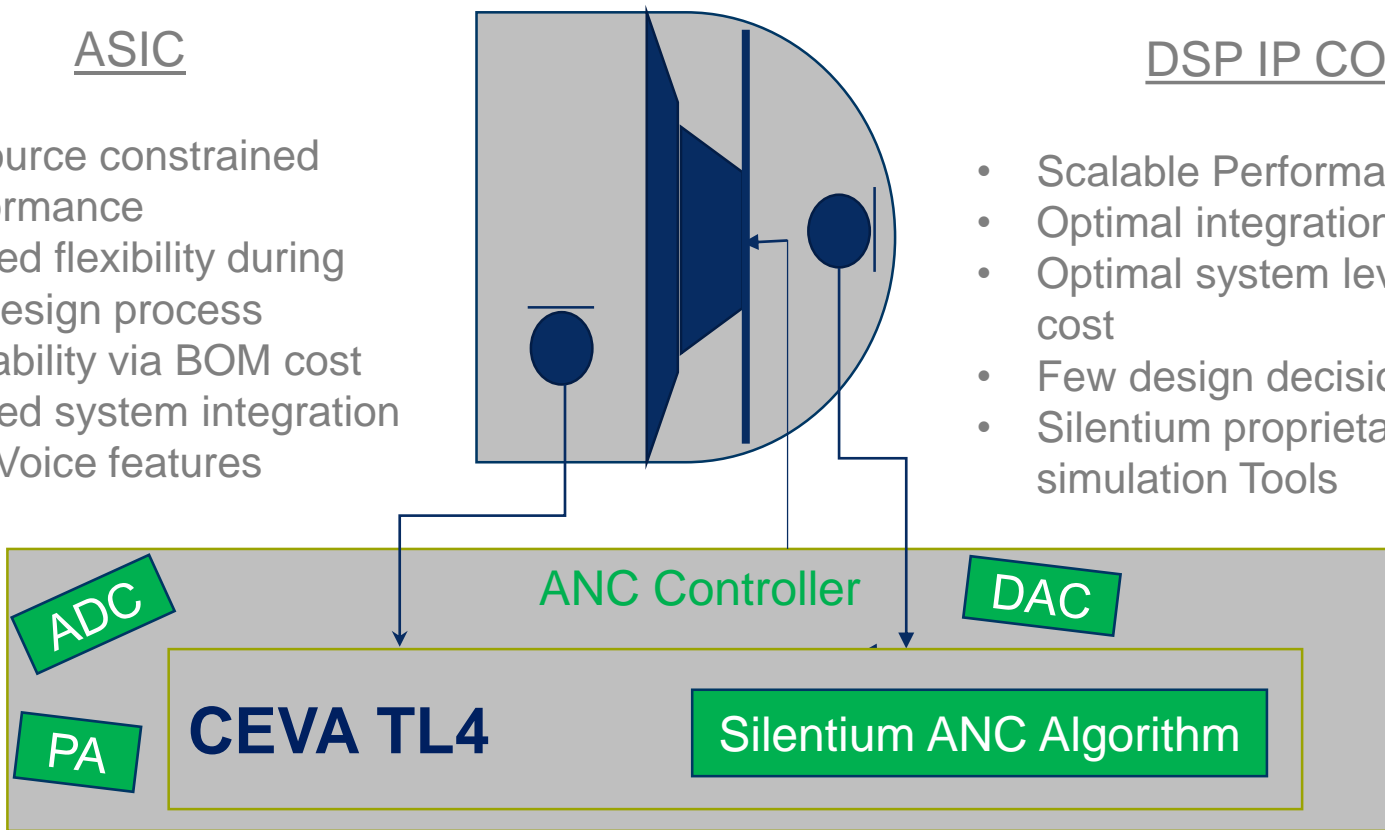 ASIC
ource constrained
ormance
ed flexibility during
esign process
ability via BOM cost
ed system integration
Voice features
DSP IP CO
• Scalable Performa
• Optimal integration
• Optimal system lev
cost
• Few design decisio
• Silentium proprieta
simulation Tools
ANC Controller
ADC
DAC
PA
CEVA TL4
Silentium ANC Algorithm